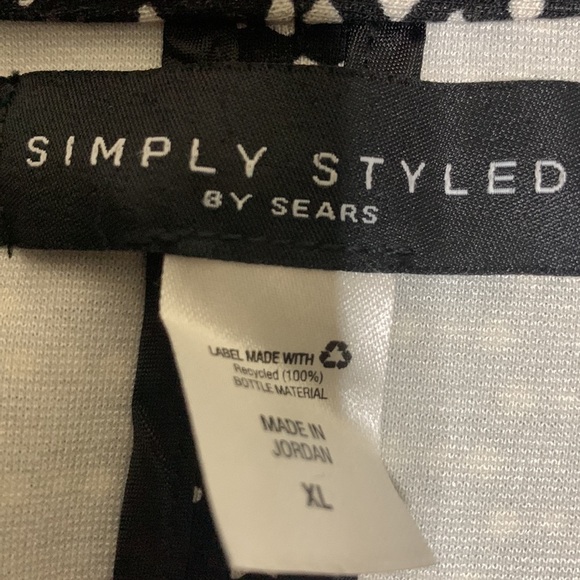 SIMPLY STYLED
BY SEARS
LABEL MADE WITH
Recycled (100%)
BOTTLE MATERIAL
MADE IN
JORDAN
XL